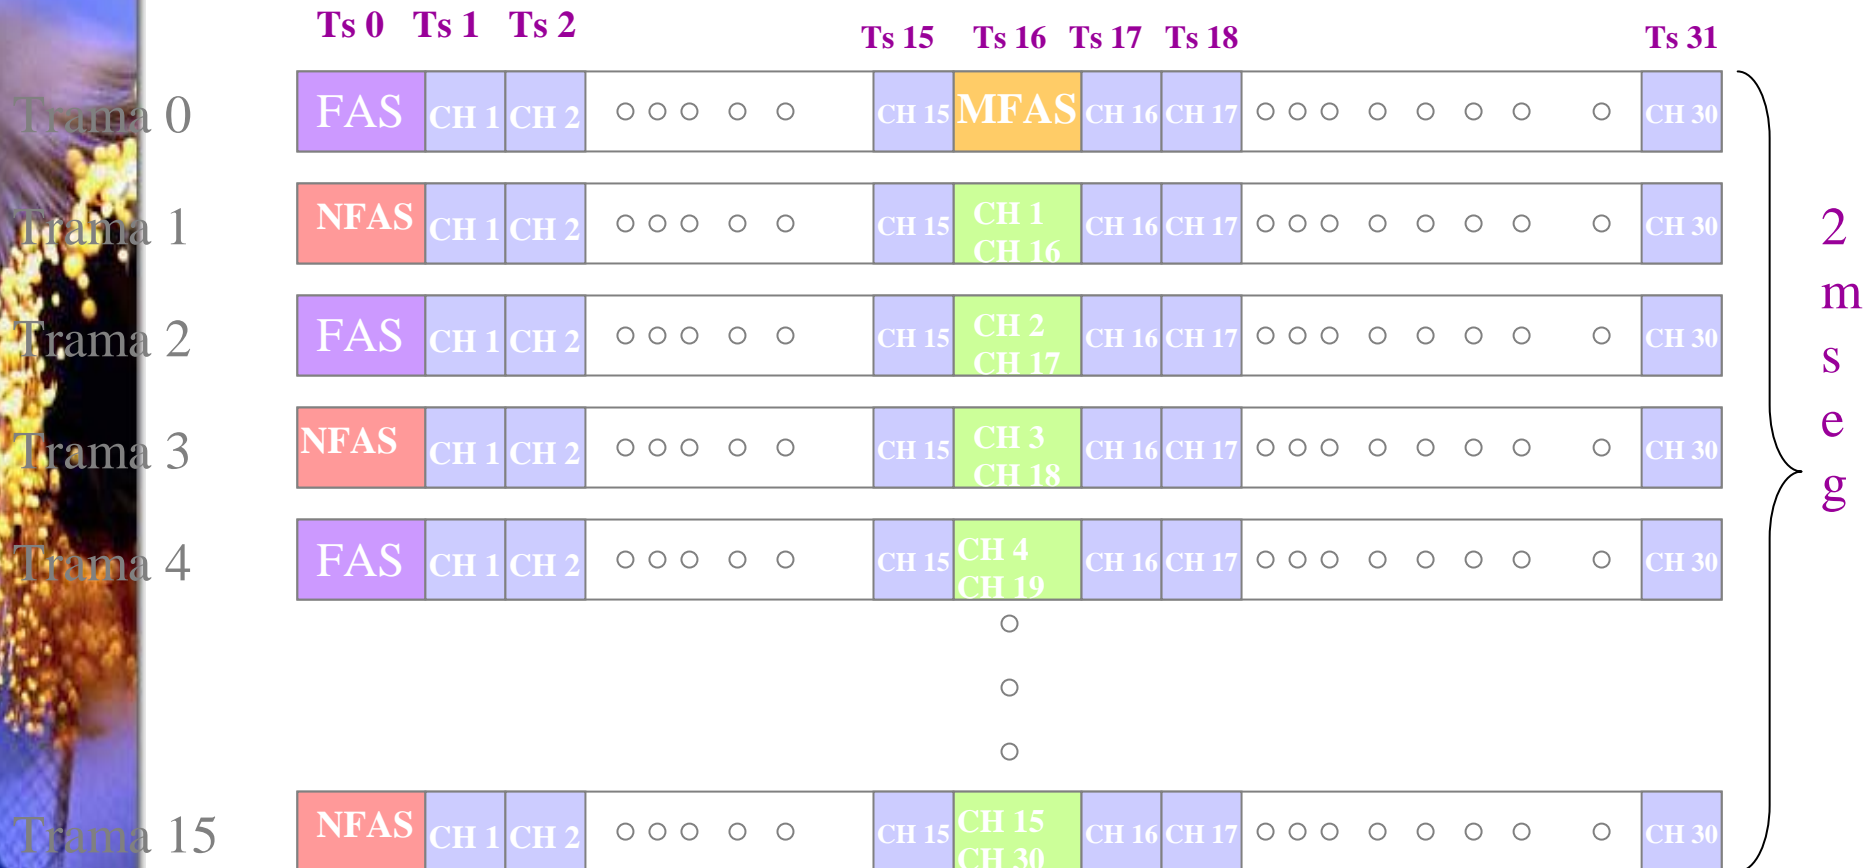 Ts 0 Ts 1 Ts 2 Ts 15 Ts 16 Ts 17 Ts 18 Ts 31
Trama 0 FAS CH 1 CH 2 CH 15 MFAS CH 16 CH 17 CH 30
Trama 1 NFAS CH 1 CH 2 CH 15 CH 1 CH 16 CH 16 CH 17 CH 30
Trama 2 FAS CH 1 CH 2 CH 15 CH 2 CH 17 CH 16 CH 17 CH 30
Trama 3 NFAS CH 1 CH 2 CH 15 CH 3 CH 18 CH 16 CH 17 CH 30
Trama 4 FAS CH 1 CH 2 CH 15 CH 4 CH 19 CH 16 CH 17 CH 30
Trama 15 NFAS CH 1 CH 2 CH 15 CH 15 CH 30 CH 16 CH 17 CH 30
2
m
s
e
g